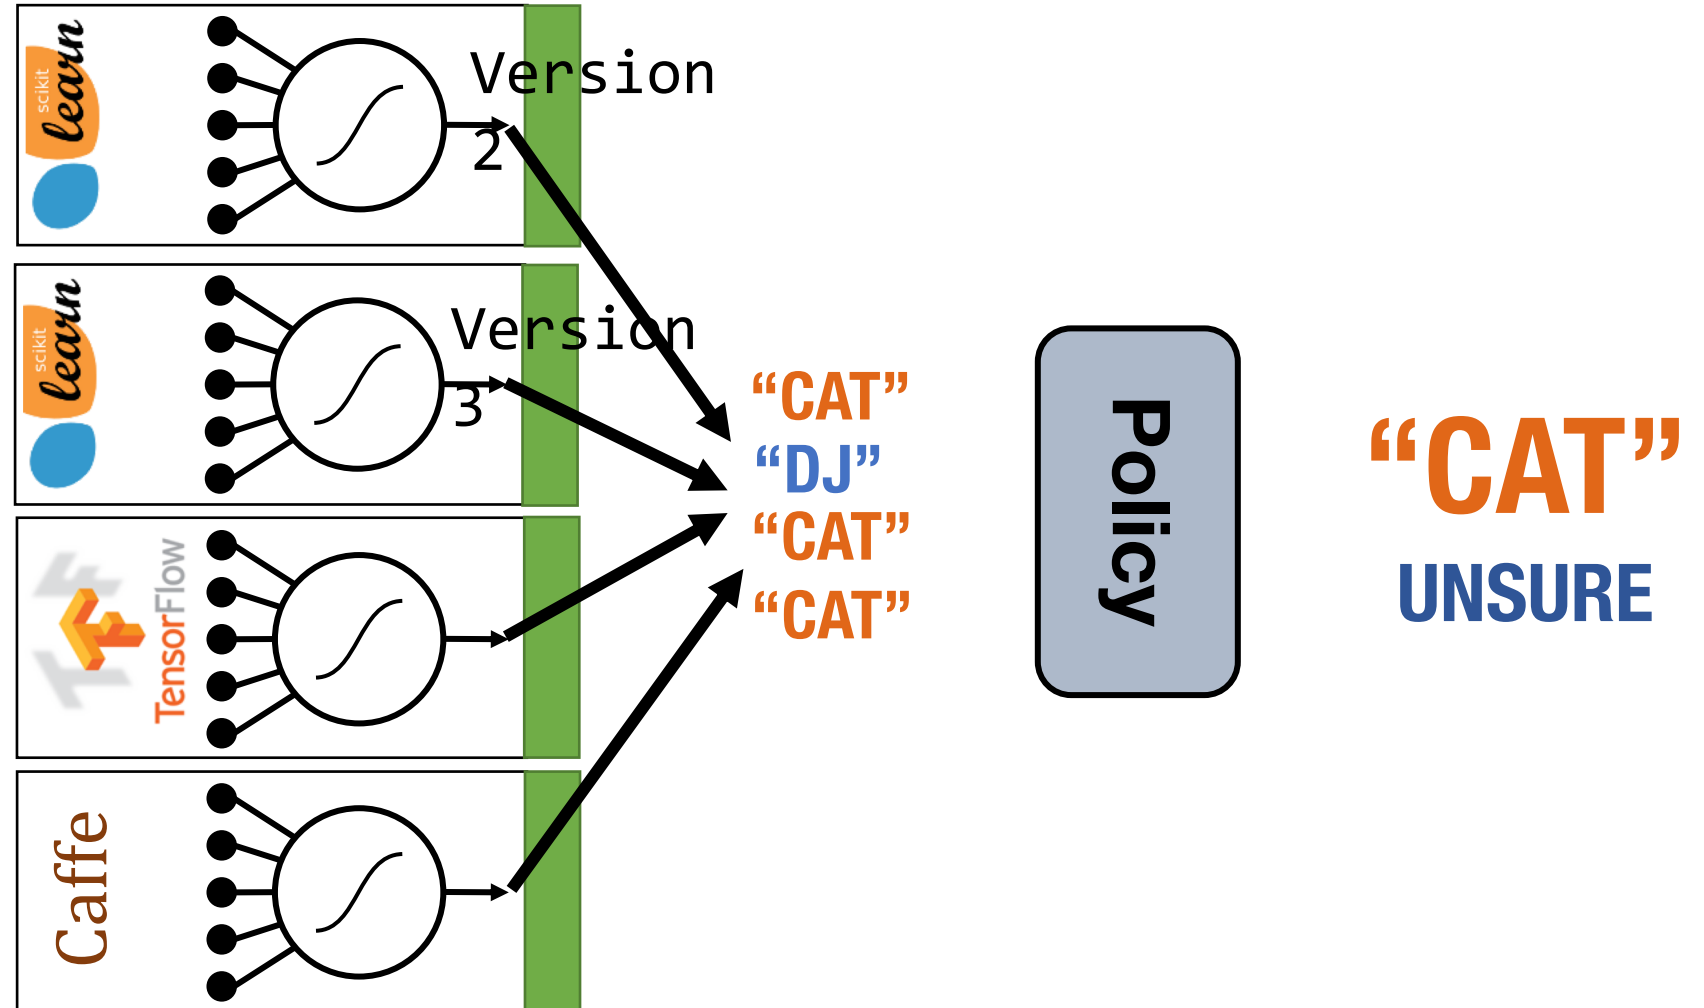 scikit
learn
Version
2
scikit
learn
Version
3
TensorFlow
Caffe
“CAT”
“DJ”
“CAT”
“CAT”
Policy
“CAT”
UNSURE